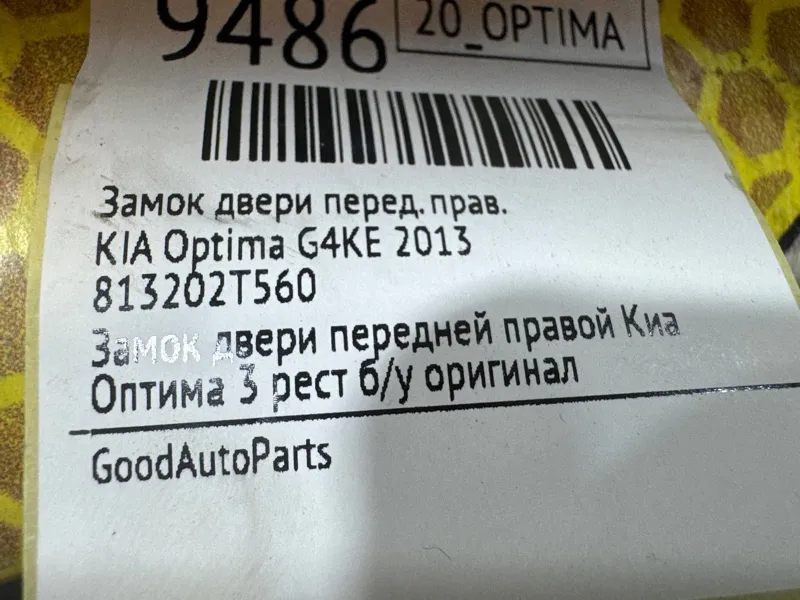 9486
20_OPTIMA
Замок двери перед. прав.
KIA Optima G4KE 2013
813202T560
Замок двери передней правой Киа
Оптима 3 рест б/у оригинал
GoodAutoParts